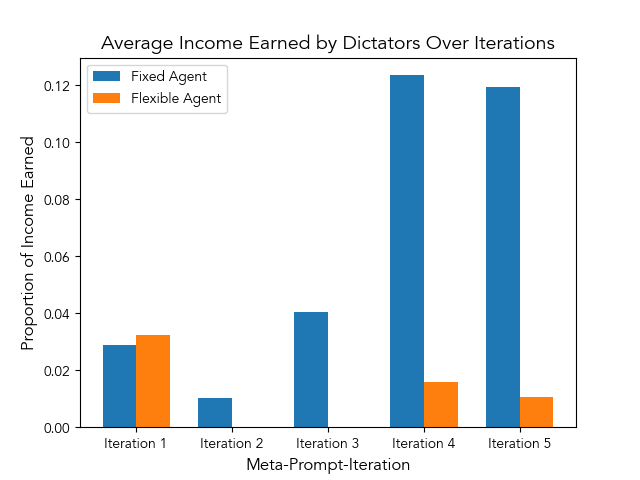 Average Income Earned by Dictators Over Iterations
Fixed Agent
Flexible Agent
Proportion of Income Earned
0.12
0.10
0.08
0.06
0.04
0.02
0.00
Iteration 1
Iteration 2
Iteration 3
Iteration 4
Iteration 5
Meta-Prompt-Iteration